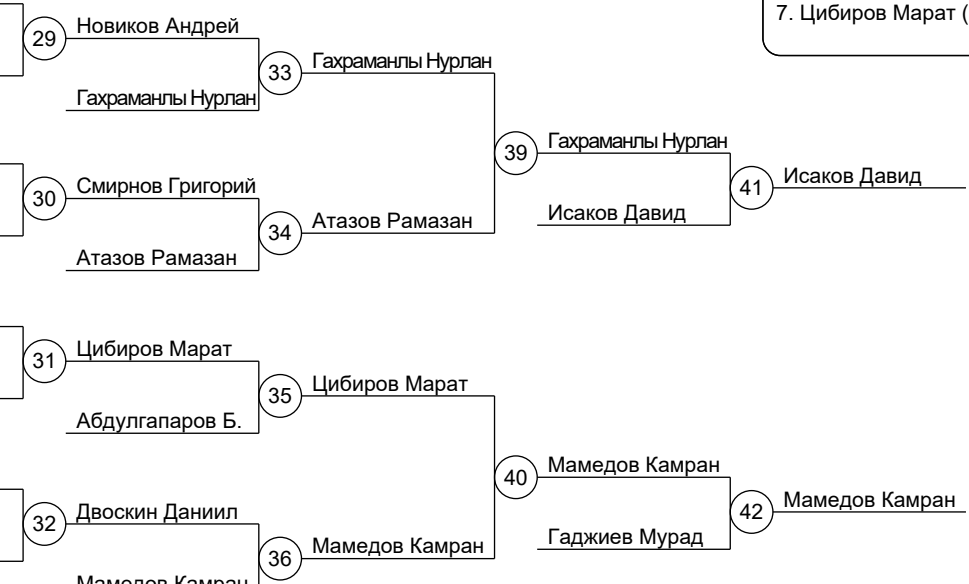 7. Цибиров Марат (
29
Новиков Андрей
Гахраманлы Нурлан
33
Гахраманлы Нурлан
30
Смирнов Григорий
Атазов Рамазан
34
Атазов Рамазан
39
Гахраманлы Нурлан
Исаков Давид
41
Исаков Давид
31
Цибиров Марат
Абдулгапаров Б.
35
Цибиров Марат
32
Двоскин Даниил
Мамедов Камран
36
Мамедов Камран
40
Мамедов Камран
Гаджиев Мурад
42
Мамедов Камран